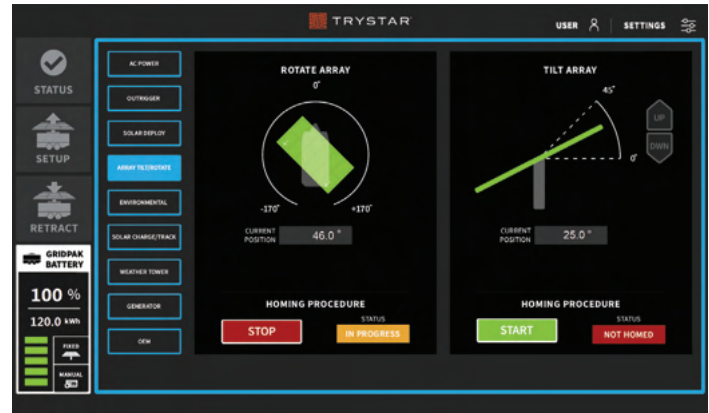 TRYSTAR
USER
SETTINGS
STATUS
SETUP
RETRACT
GRIDPAK
BATTERY
100 %
120.0 kWh
FIXED
MANUAL
AC POWER
OUTRIGGER
SOLAR DEPLOY
ARRAY TILT/ROTATE
ENVIRONMENTAL
SOLAR CHARGE/TRACK
WEATHER TOWER
GENERATOR
OEM
ROTATE ARRAY
0°
-170°
+170°
CURRENT
POSITION
46.0 °
HOMING PROCEDURE
STATUS
STOP
IN PROGRESS
TILT ARRAY
45°
0°
UP
DWN
CURRENT
POSITION
25.0 °
HOMING PROCEDURE
STATUS
START
NOT HOMED